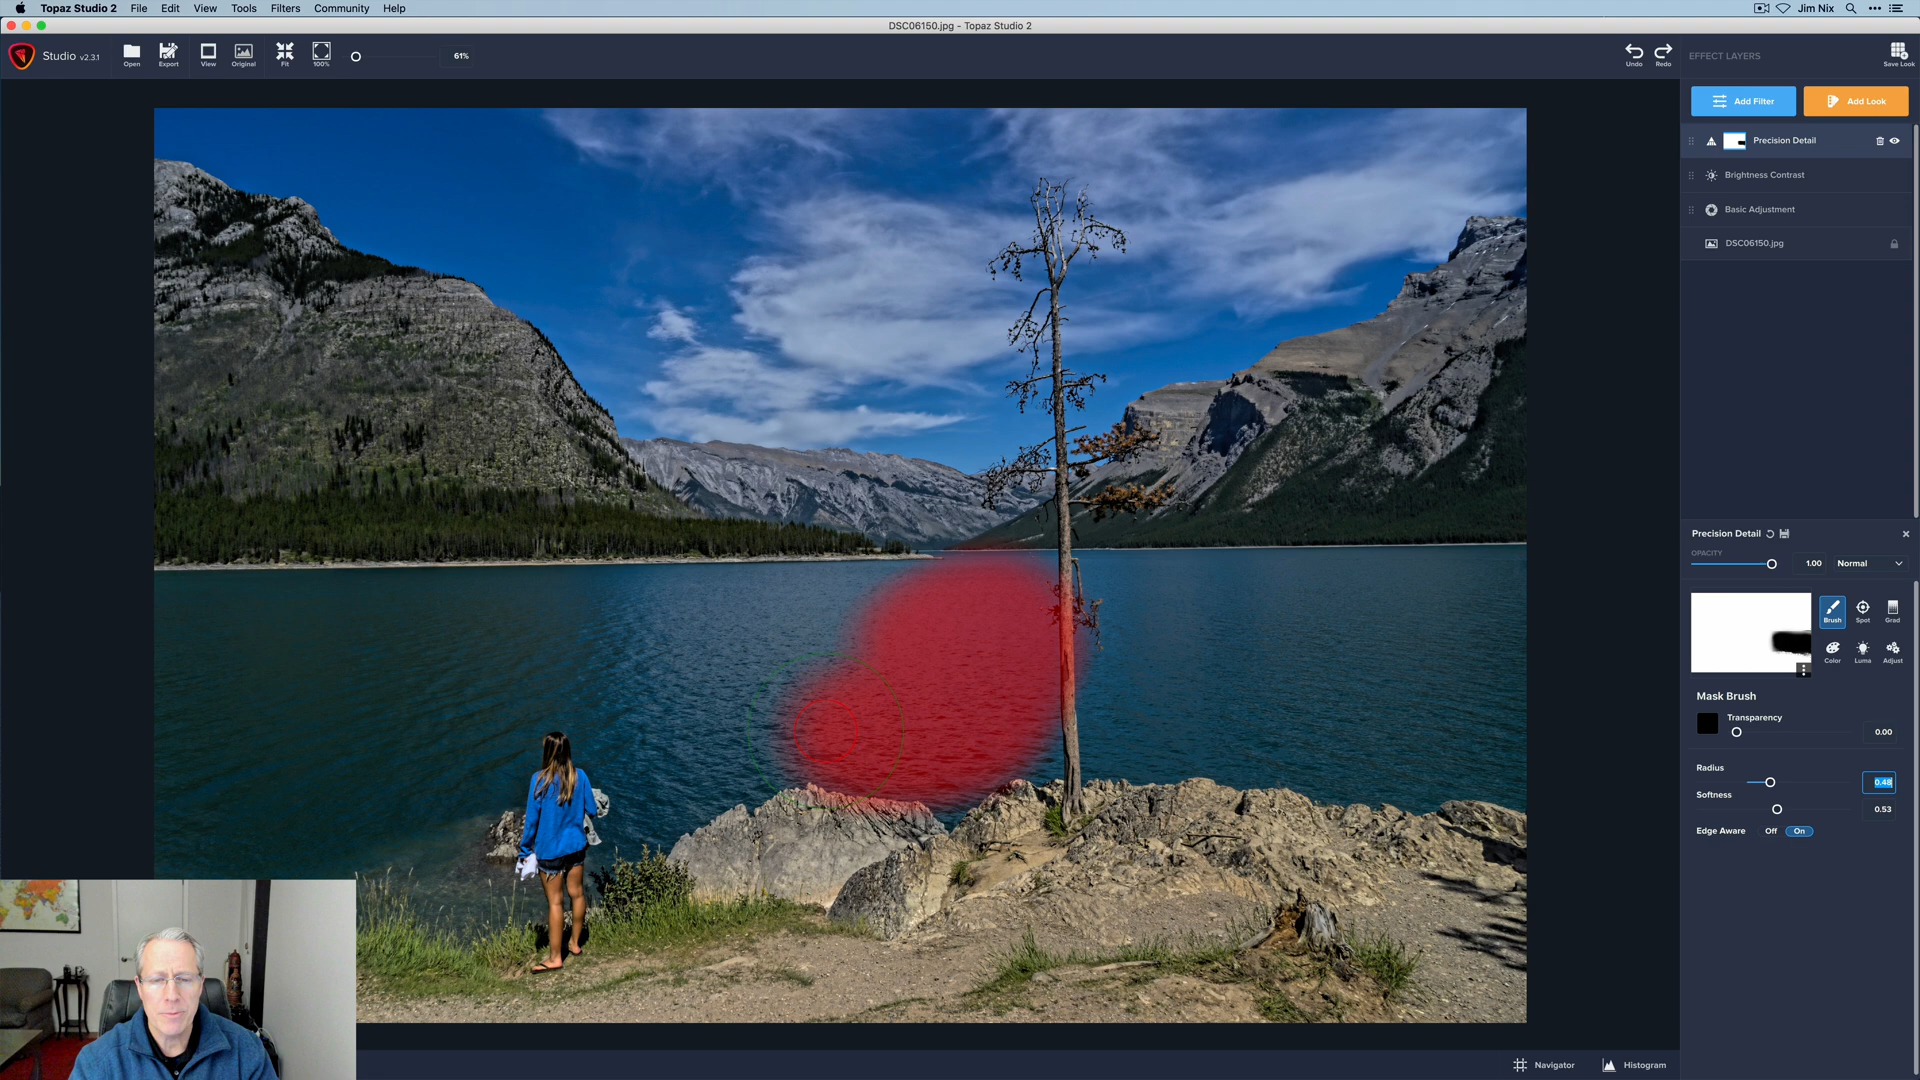 Topaz Studio 2 File Edit View Tools Filters Community Help Jim Nix
DSC06150.jpg - Topaz Studio 2
Studio v2.3.1 Open Export View Original Fit 100% 61% Undo Redo EFFECT LAYERS Save Look
Add Filter Add Look
Precision Detail
Brightness Contrast
Basic Adjustment
DSC06150.jpg
Precision Detail
OPACITY
1.00 Normal
Brush Spot Grad
Color Luma Adjust
Mask Brush
Transparency
0.00
Radius
0.48
Softness
0.53
Edge Aware Off On
Navigator Histogram